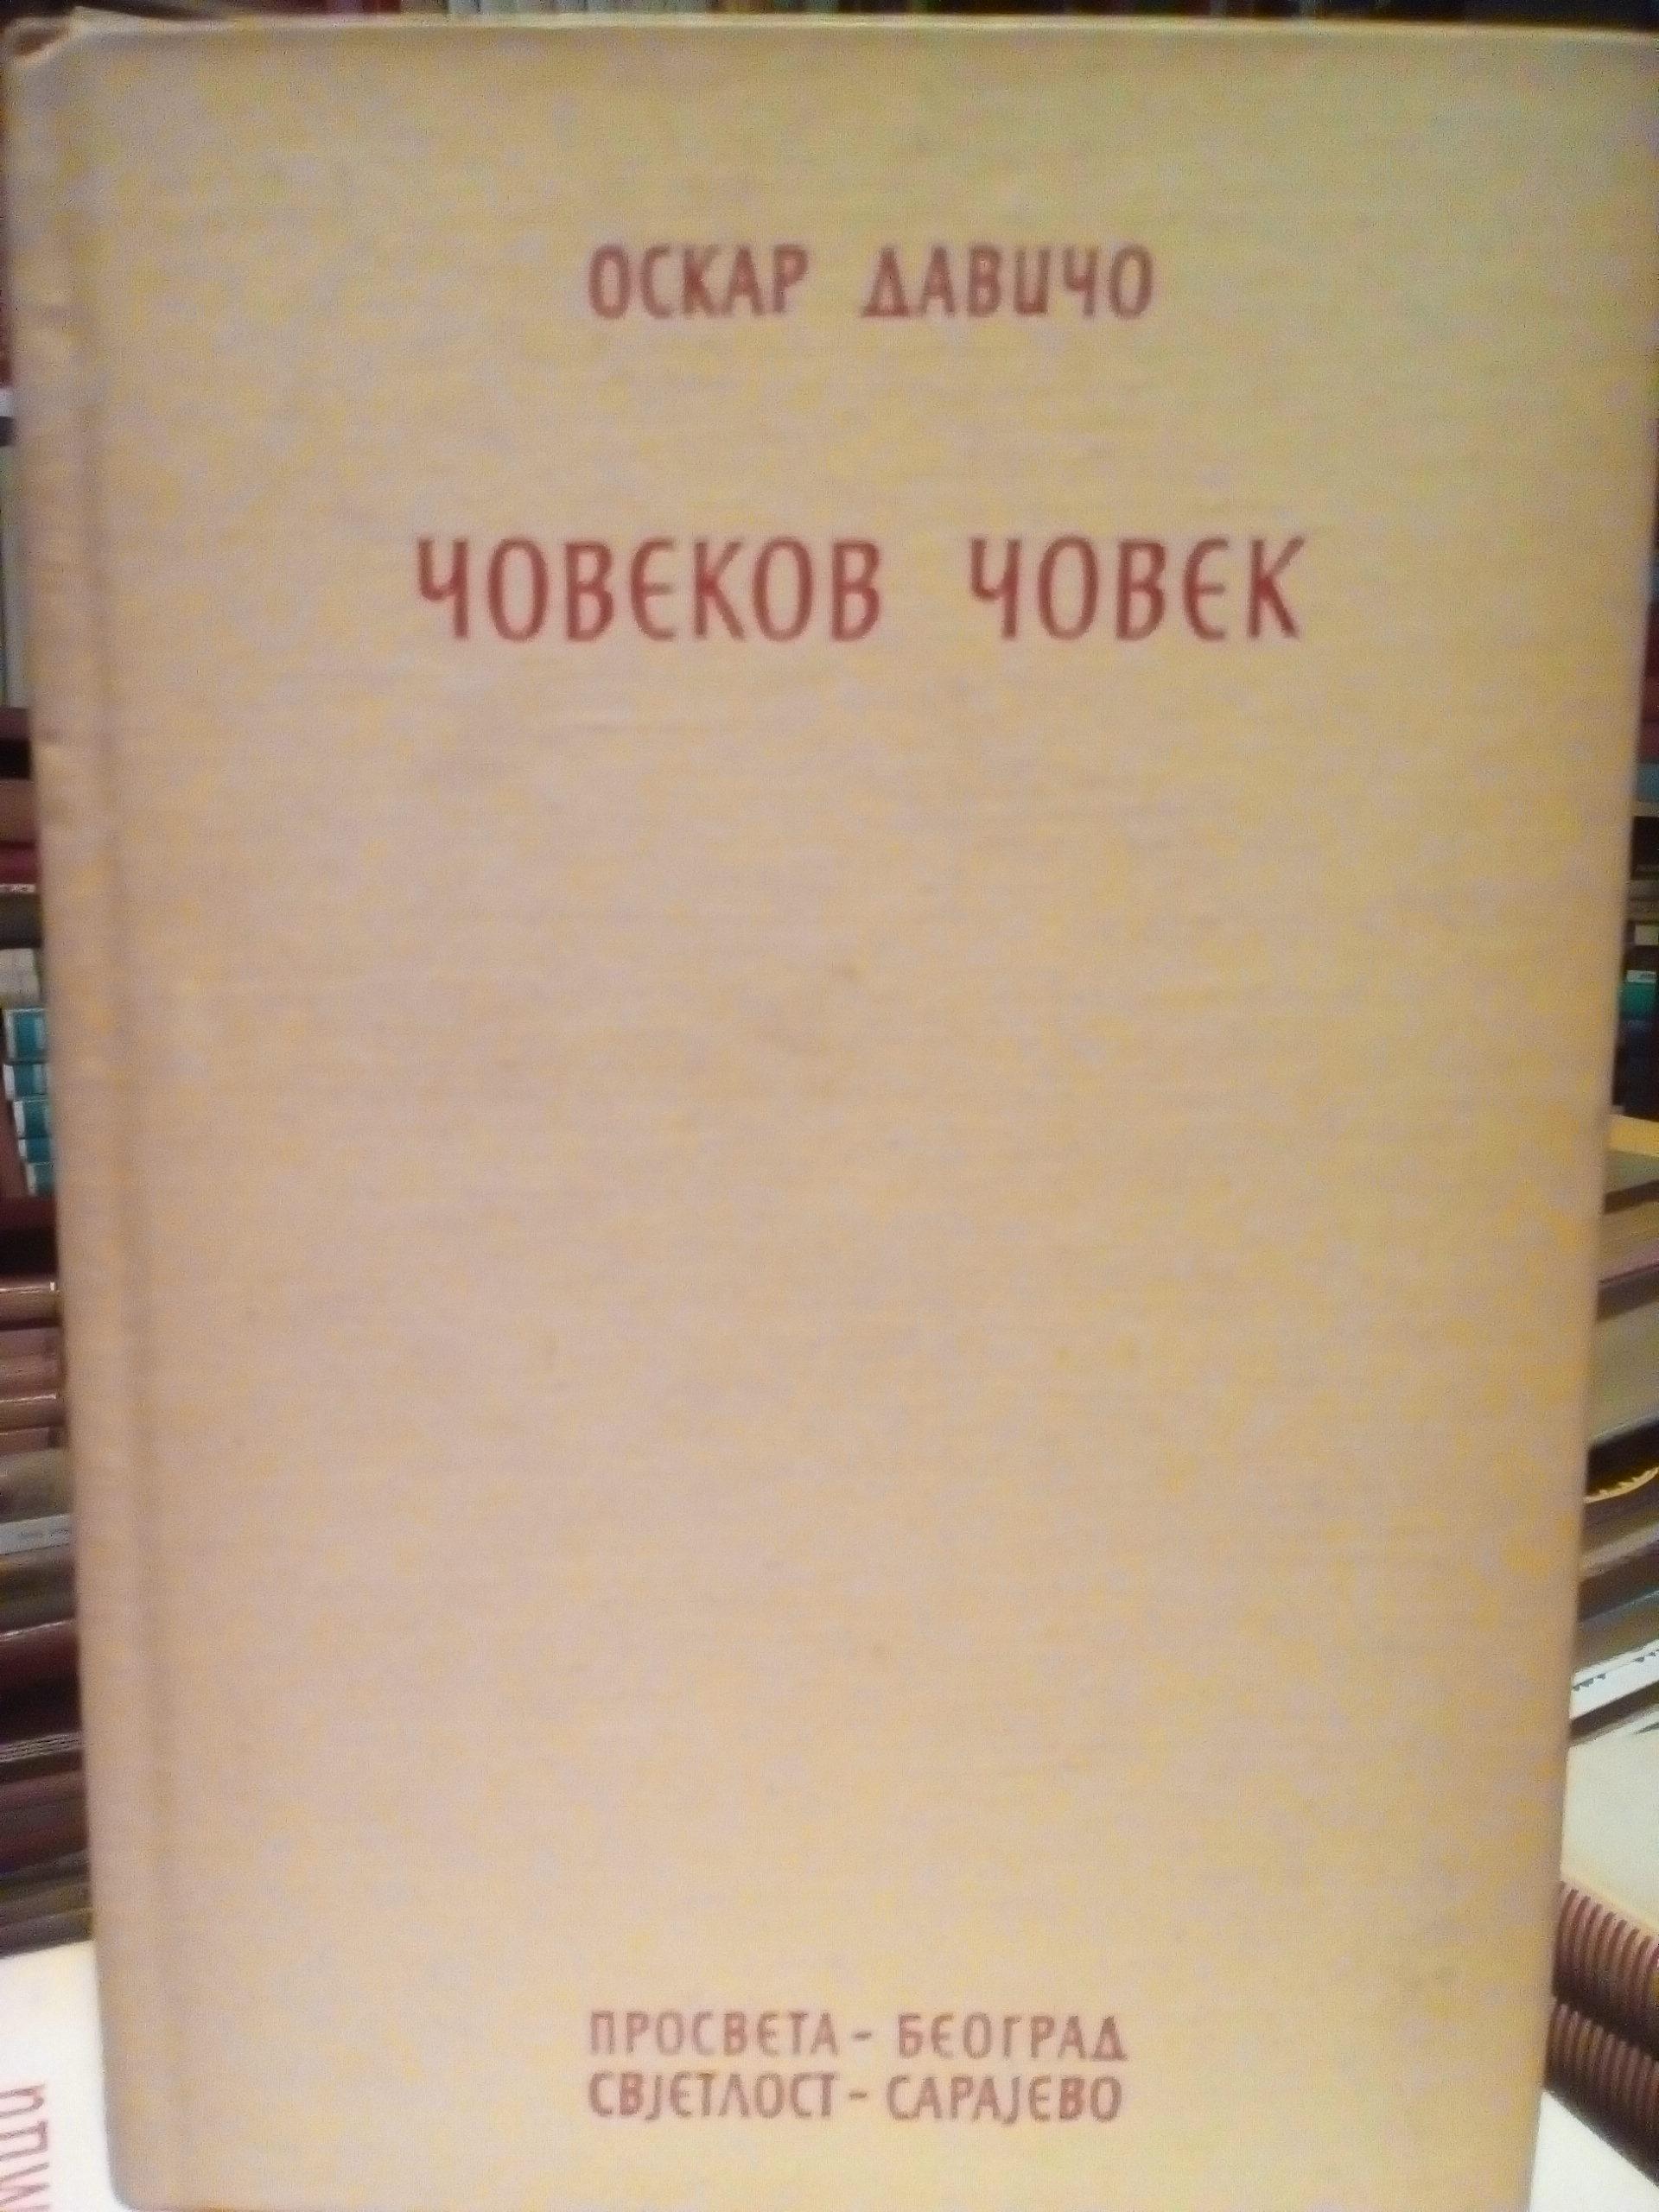 ОСКАР ДАВИЧО
ЧОВЕКОВ ЧОВЕК
ПРОСВЕТА - БЕОГРАД
СВЈЕТЛОСТ - САРАЈЕВО